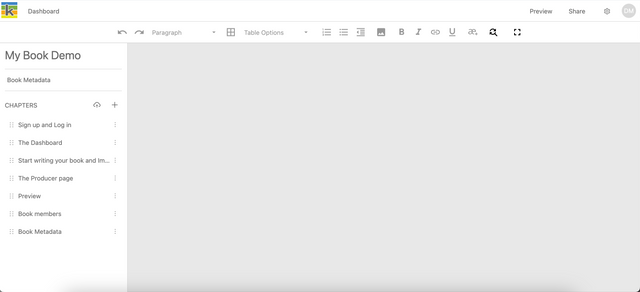 k Dashboard Preview Share DM
Paragraph Table Options B I U æ
My Book Demo
Book Metadata
CHAPTERS
Sign up and Log in
The Dashboard
Start writing your book and Im...
The Producer page
Preview
Book members
Book Metadata